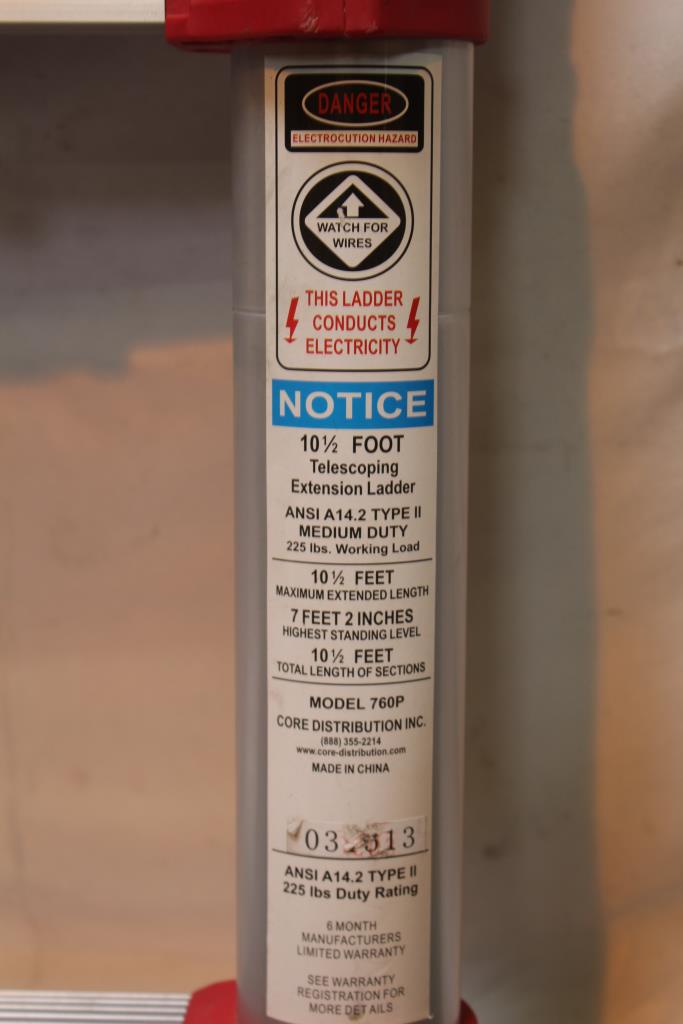 DANGER
ELECTROCUTION HAZARD
WATCH FOR
WIRES
THIS LADDER
CONDUCTS
ELECTRICITY
NOTICE
10½ FOOT
Telescoping
Extension Ladder
ANSI A14.2 TYPE II
MEDIUM DUTY
225 lbs. Working Load
10½ FEET
MAXIMUM EXTENDED LENGTH
7 FEET 2 INCHES
HIGHEST STANDING LEVEL
10½ FEET
TOTAL LENGTH OF SECTIONS
MODEL 760P
CORE DISTRIBUTION INC.
(888) 355-2214
www.core-distribution.com
MADE IN CHINA
ANSI A14.2 TYPE II
225 lbs Duty Rating
6 MONTH
MANUFACTURERS
LIMITED WARRANTY
SEE WARRANTY
REGISTRATION FOR
MORE DETAILS